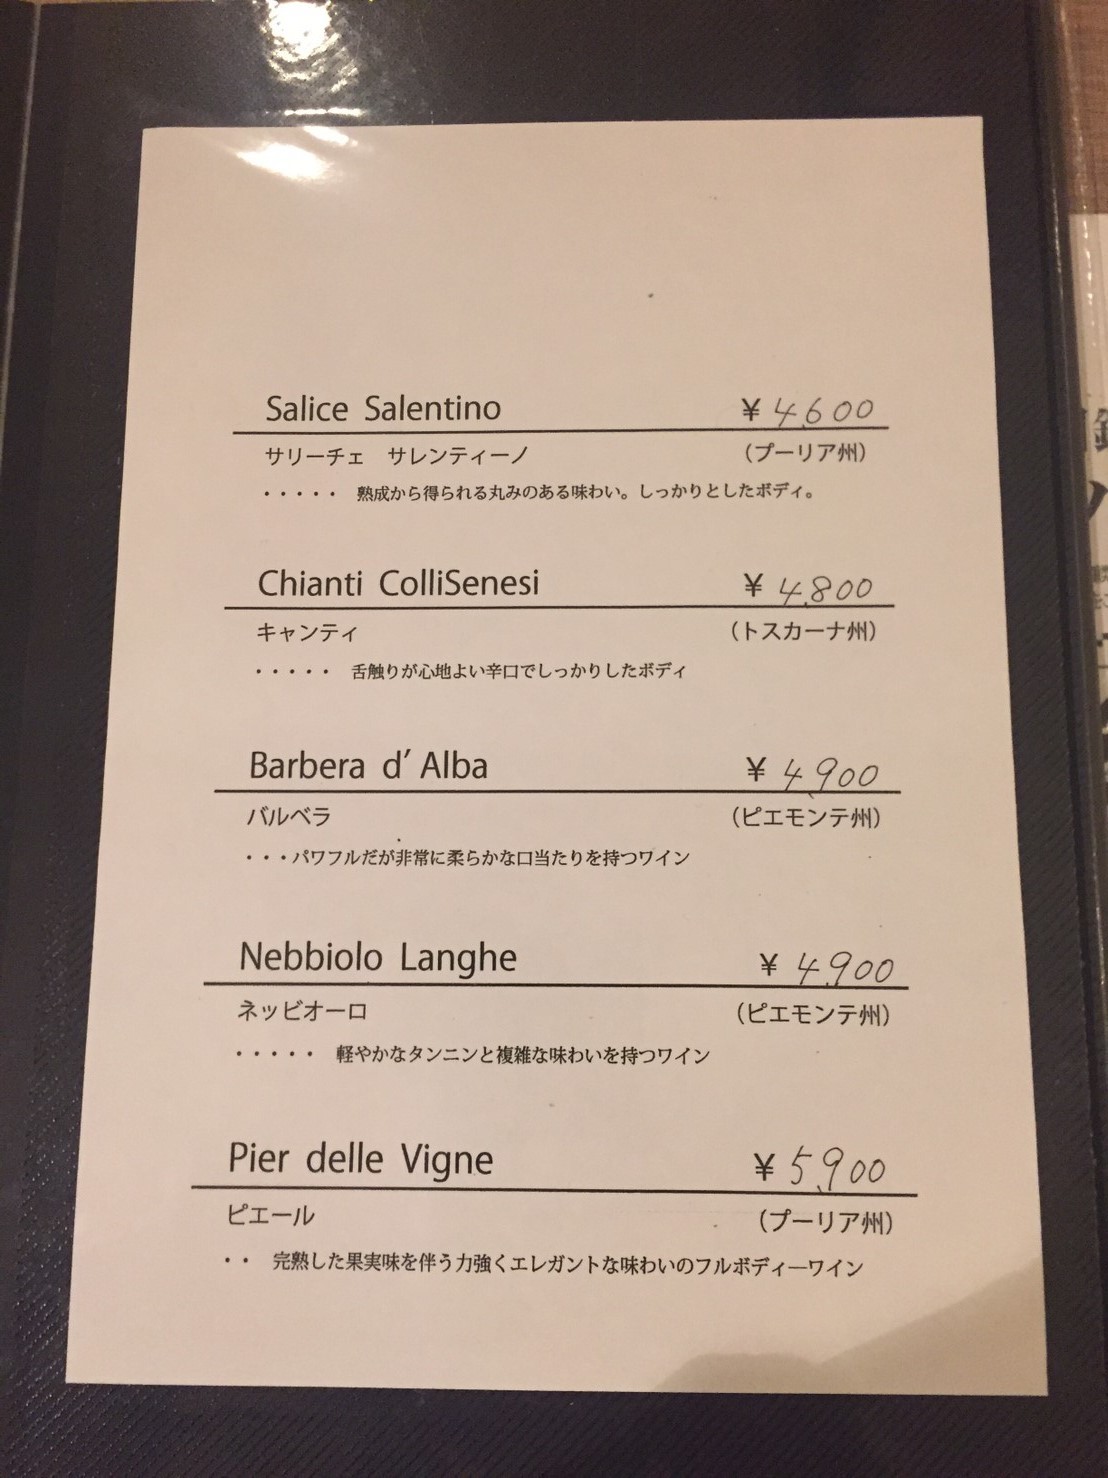 Salice Salentino ¥4,600
サリーチェ　サレンティーノ （プーリア州）
・・・・・　熟成から得られる丸みのある味わい。しっかりとしたボディ。
Chianti ColliSenesi ¥4,800
キャンティ （トスカーナ州）
・・・・・　舌触りが心地よい辛口でしっかりしたボディ
Barbera d’ Alba ¥4,900
バルベラ （ピエモンテ州）
・・・パワフルだが非常に柔らかな口当たりを持つワイン
Nebbiolo Langhe ¥4,900
ネッビオーロ （ピエモンテ州）
・・・・・　軽やかなタンニンと複雑な味わいを持つワイン
Pier delle Vigne ¥5,900
ピエール （プーリア州）
・・　完熟した果実味を伴う力強くエレガントな味わいのフルボディ―ワイン